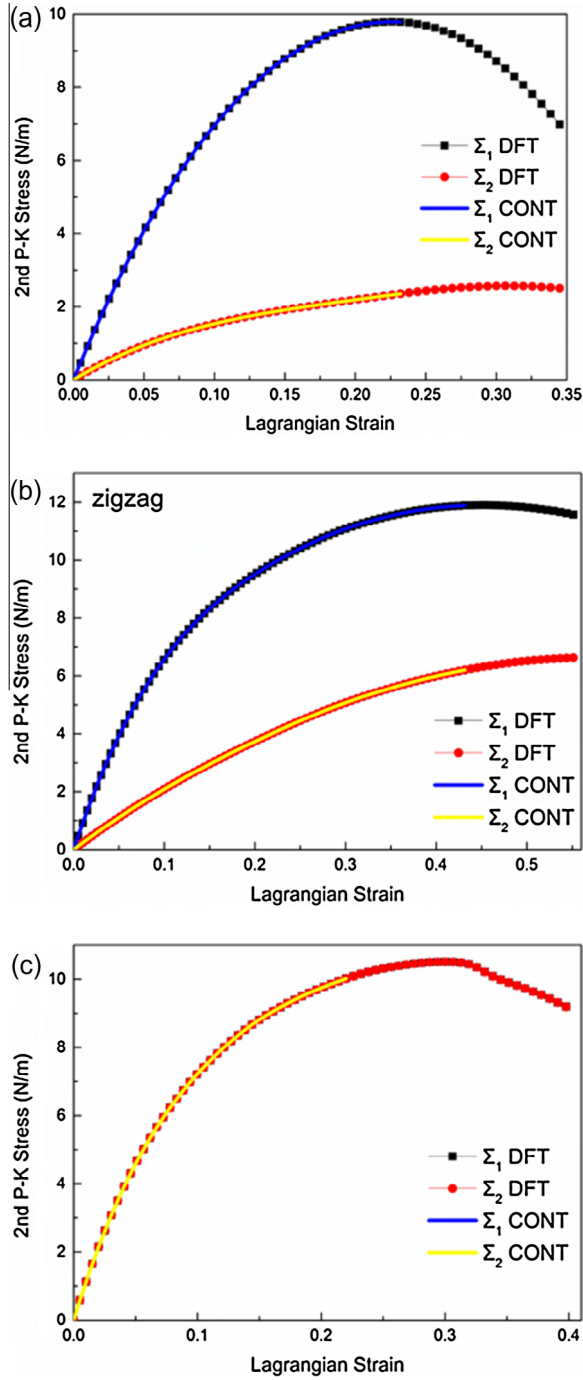 (a)
10
8
6
4
2
0
2nd P-K Stress (N/m)
Σ1 DFT
Σ2 DFT
Σ1 CONT
Σ2 CONT
0.00 0.05 0.10 0.15 0.20 0.25 0.30 0.35
Lagrangian Strain
(b)
zigzag
12
10
8
6
4
2
0
2nd P-K Stress (N/m)
Σ1 DFT
Σ2 DFT
Σ1 CONT
Σ2 CONT
0.0 0.1 0.2 0.3 0.4 0.5
Lagrangian Strain
(c)
10
8
6
4
2
0
2nd P-K Stress (N/m)
Σ1 DFT
Σ2 DFT
Σ1 CONT
Σ2 CONT
0.0 0.1 0.2 0.3 0.4
Lagrangian Strain